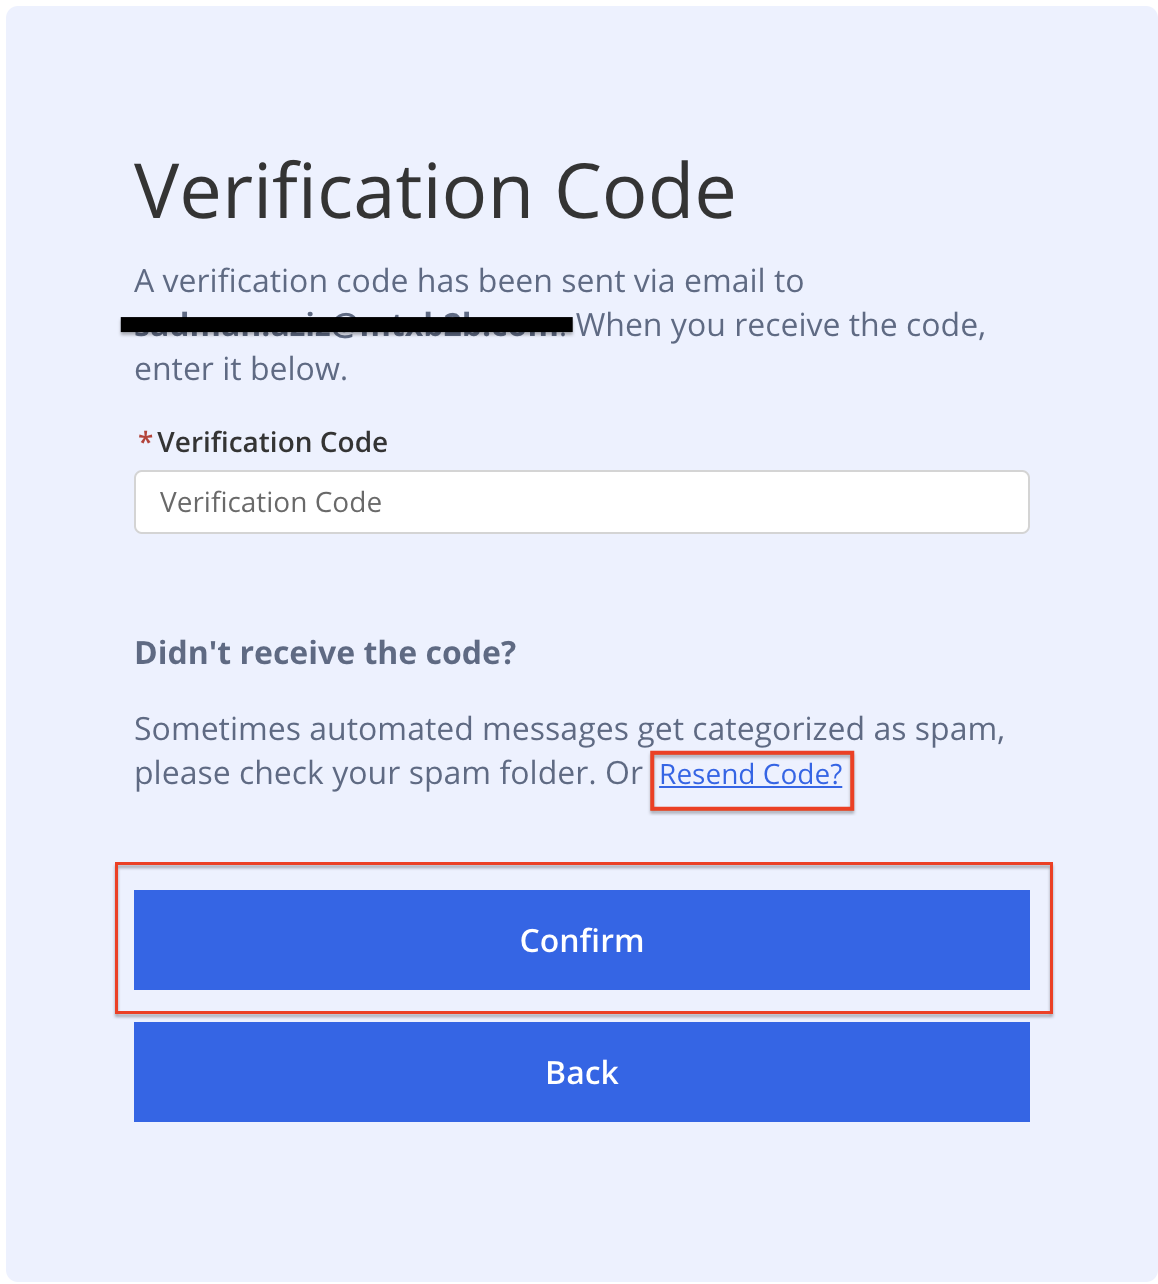 Verification Code
A verification code has been sent via email to
When you receive the code,
enter it below.
*Verification Code
Verification Code
Didn't receive the code?
Sometimes automated messages get categorized as spam,
please check your spam folder. Or Resend Code?
Confirm
Back